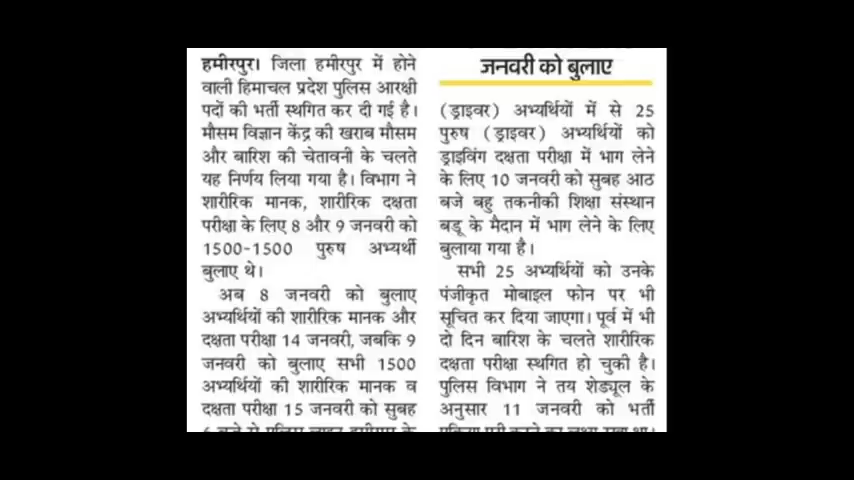 हमीरपुर। जिला हमीरपुर में होने
वाली हिमाचल प्रदेश पुलिस आरक्षी
पदों की भर्ती स्थगित कर दी गई है।
मौसम विज्ञान केंद्र की खराब मौसम
और बारिश की चेतावनी के चलते
यह निर्णय लिया गया है। विभाग ने
शारीरिक मानक, शारीरिक दक्षता
परीक्षा के लिए 8 और 9 जनवरी को
1500-1500 पुरुष अभ्यर्थी
बुलाए थे।
अब 8 जनवरी को बुलाए
अभ्यर्थियों की शारीरिक मानक और
दक्षता परीक्षा 14 जनवरी, जबकि 9
जनवरी को बुलाए सभी 1500
अभ्यर्थियों की शारीरिक मानक व
दक्षता परीक्षा 15 जनवरी को सुबह
जनवरी को बुलाए
(ड्राइवर) अभ्यर्थियों में से 25
पुरुष (ड्राइवर) अभ्यर्थियों को
ड्राइविंग दक्षता परीक्षा में भाग लेने
के लिए 10 जनवरी को सुबह आठ
बजे बहु तकनीकी शिक्षा संस्थान
बडू के मैदान में भाग लेने के लिए
बुलाया गया है।
सभी 25 अभ्यर्थियों को उनके
पंजीकृत मोबाइल फोन पर भी
सूचित कर दिया जाएगा। पूर्व में भी
दो दिन बारिश के चलते शारीरिक
दक्षता परीक्षा स्थगित हो चुकी है।
पुलिस विभाग ने तय शेड्यूल के
अनुसार 11 जनवरी को भर्ती